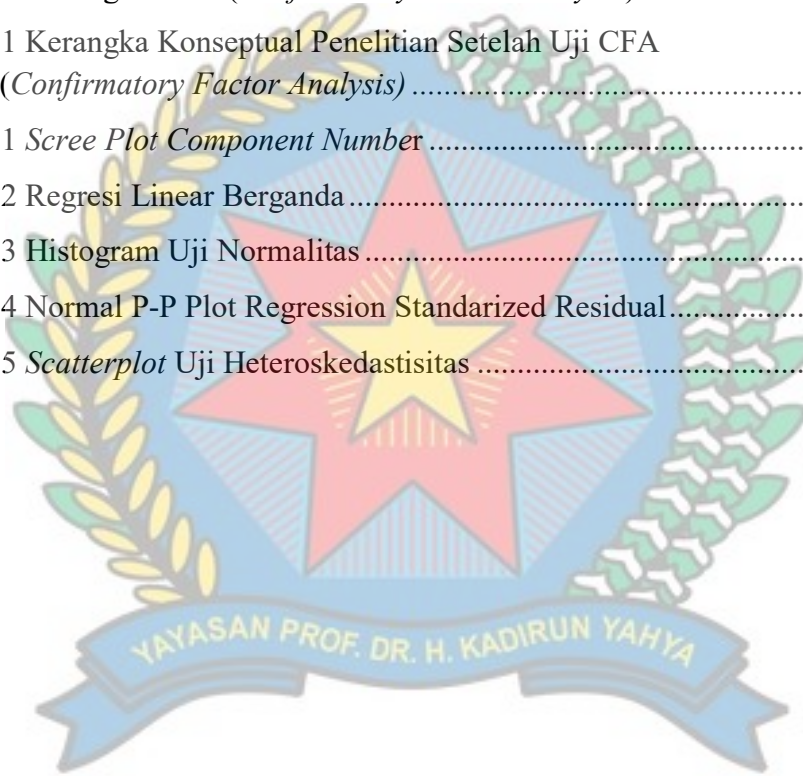 1 Kerangka Konseptual Penelitian Setelah Uji CFA
(Confirmatory Factor Analysis) ..........................................
1 Scree Plot Component Number ..........................................
2 Regresi Linear Berganda ..........................................
3 Histogram Uji Normalitas ..........................................
4 Normal P-P Plot Regression Standarized Residual ................
5 Scatterplot Uji Heteroskedastisitas ..........................................
YAYASAN PROF. DR. H. KADIRUN YAHYA